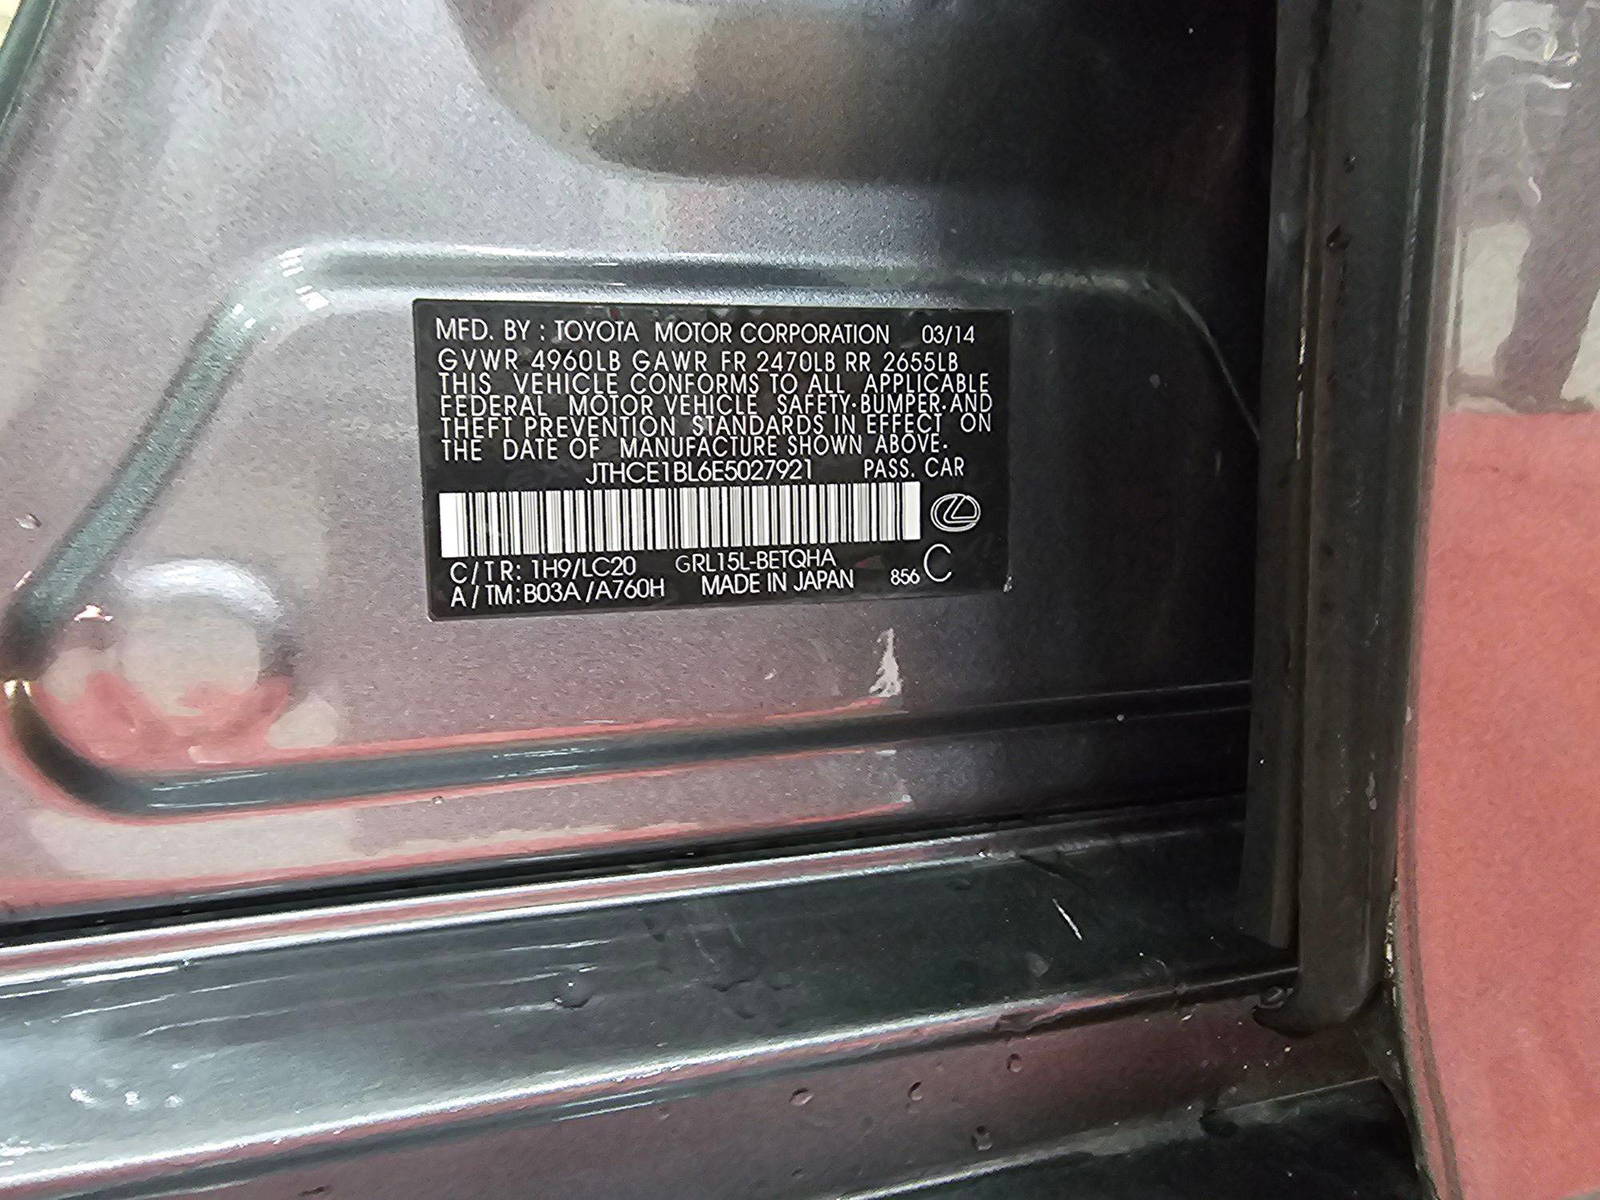 MFD. BY : TOYOTA MOTOR CORPORATION 03/14
GVWR 4960LB GAWR FR 2470LB RR 2655LB
THIS VEHICLE CONFORMS TO ALL APPLICABLE
FEDERAL MOTOR VEHICLE SAFETY·BUMPER·AND
THEFT PREVENTION STANDARDS IN EFFECT ON
THE DATE OF MANUFACTURE SHOWN ABOVE·
JTHCE1BL6E5027921 PASS. CAR
C/TR: 1H9/LC20 GRL15L-BETQHA
A/TM: B03A /A760H MADE IN JAPAN 856 C